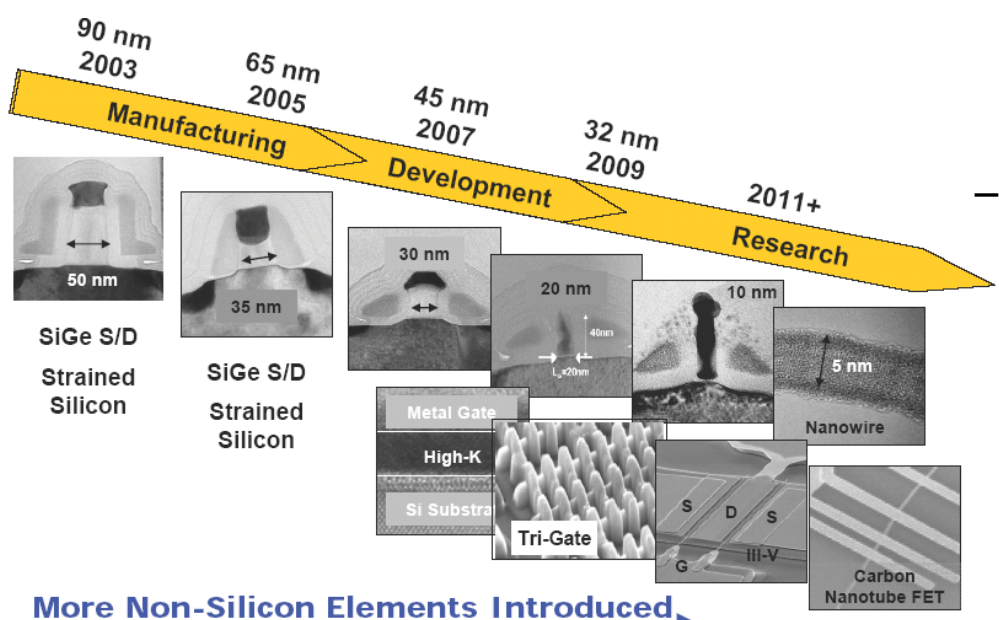 90 nm
2003
65 nm
2005
45 nm
2007
32 nm
2009
2011+
Manufacturing
Development
Research
50 nm
SiGe S/D
Strained
Silicon
35 nm
SiGe S/D
Strained
Silicon
30 nm
20 nm
40nm
Lg=20nm
10 nm
5 nm
Nanowire
Metal Gate
High-K
Si Substra
Tri-Gate
S
D
S
G
III-V
Carbon
Nanotube FET
More Non-Silicon Elements Introduced